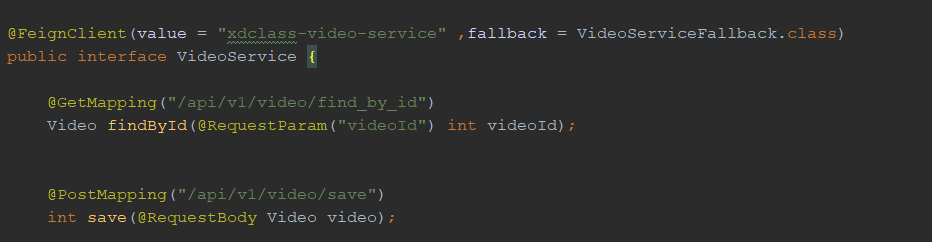 @FeignClient(value = "xdclass-video-service" ,fallback = VideoServiceFallback.class)
public interface VideoService {
@GetMapping("/api/v1/video/find_by_id")
Video findById(@RequestParam("videoId") int videoId);
@PostMapping("/api/v1/video/save")
int save(@RequestBody Video video);